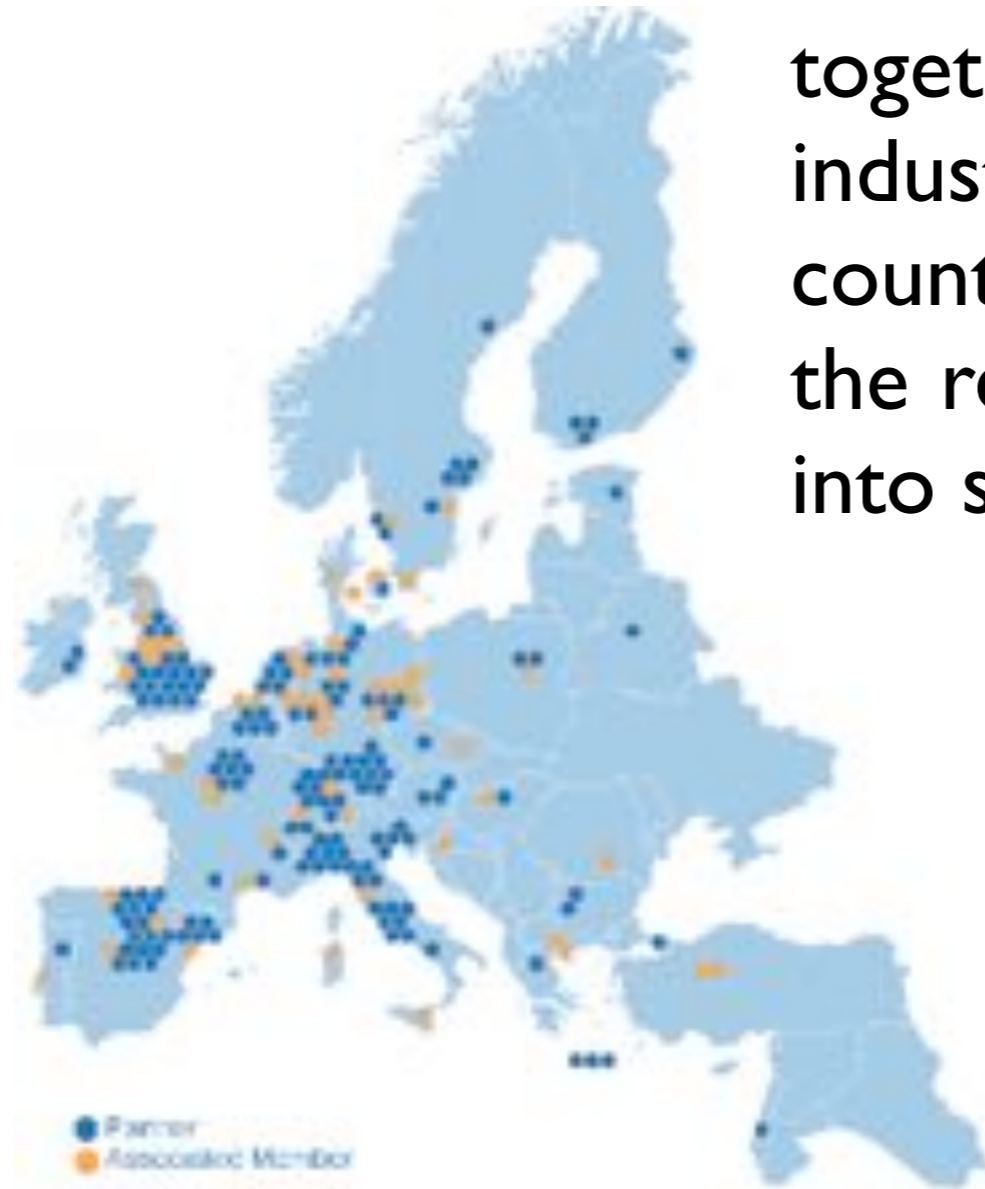 toget
indust
count
the re
into s
Partner
Associated Member